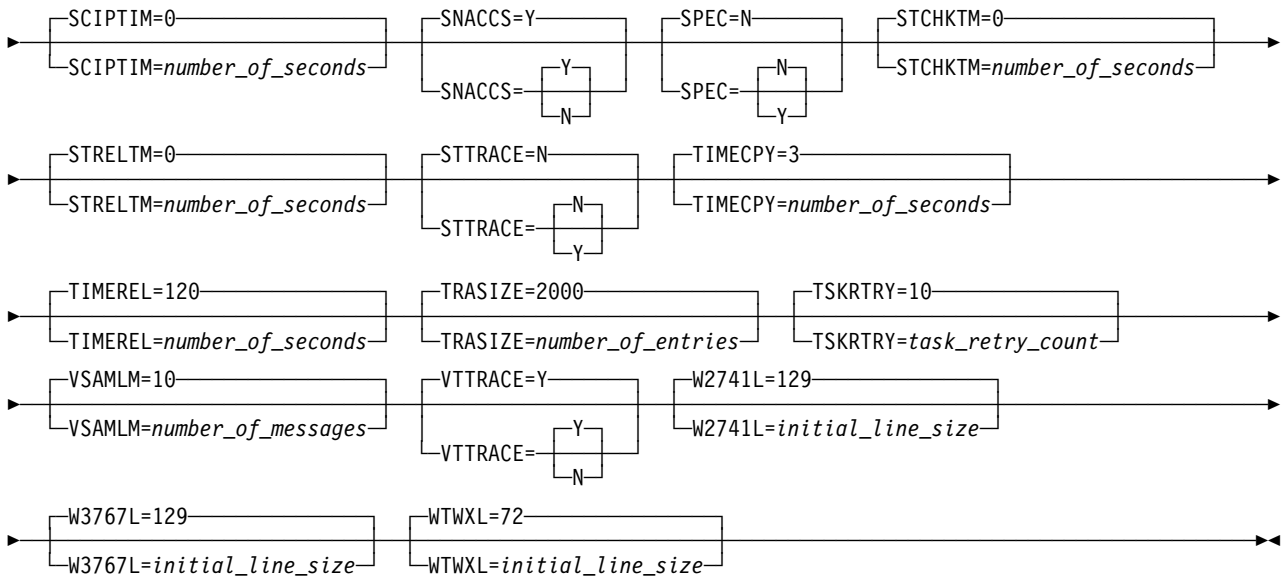 SCIPTIM=0 SNACCS=Y SPEC=N STCHKTM=0
SCIPTIM=number_of_seconds SNACCS= Y N SPEC= N Y STCHKTM=number_of_seconds
STRELTM=0 STTRACE=N TIMECPY=3
STRELTM=number_of_seconds STTRACE= N Y TIMECPY=number_of_seconds
TIMEREL=120 TRASIZE=2000 TSKRTRY=10
TIMEREL=number_of_seconds TRASIZE=number_of_entries TSKRTRY=task_retry_count
VSAMLM=10 VTTRACE=Y W2741L=129
VSAMLM=number_of_messages VTTRACE= Y N W2741L=initial_line_size
W3767L=129 WTWXL=72
W3767L=initial_line_size WTWXL=initial_line_size